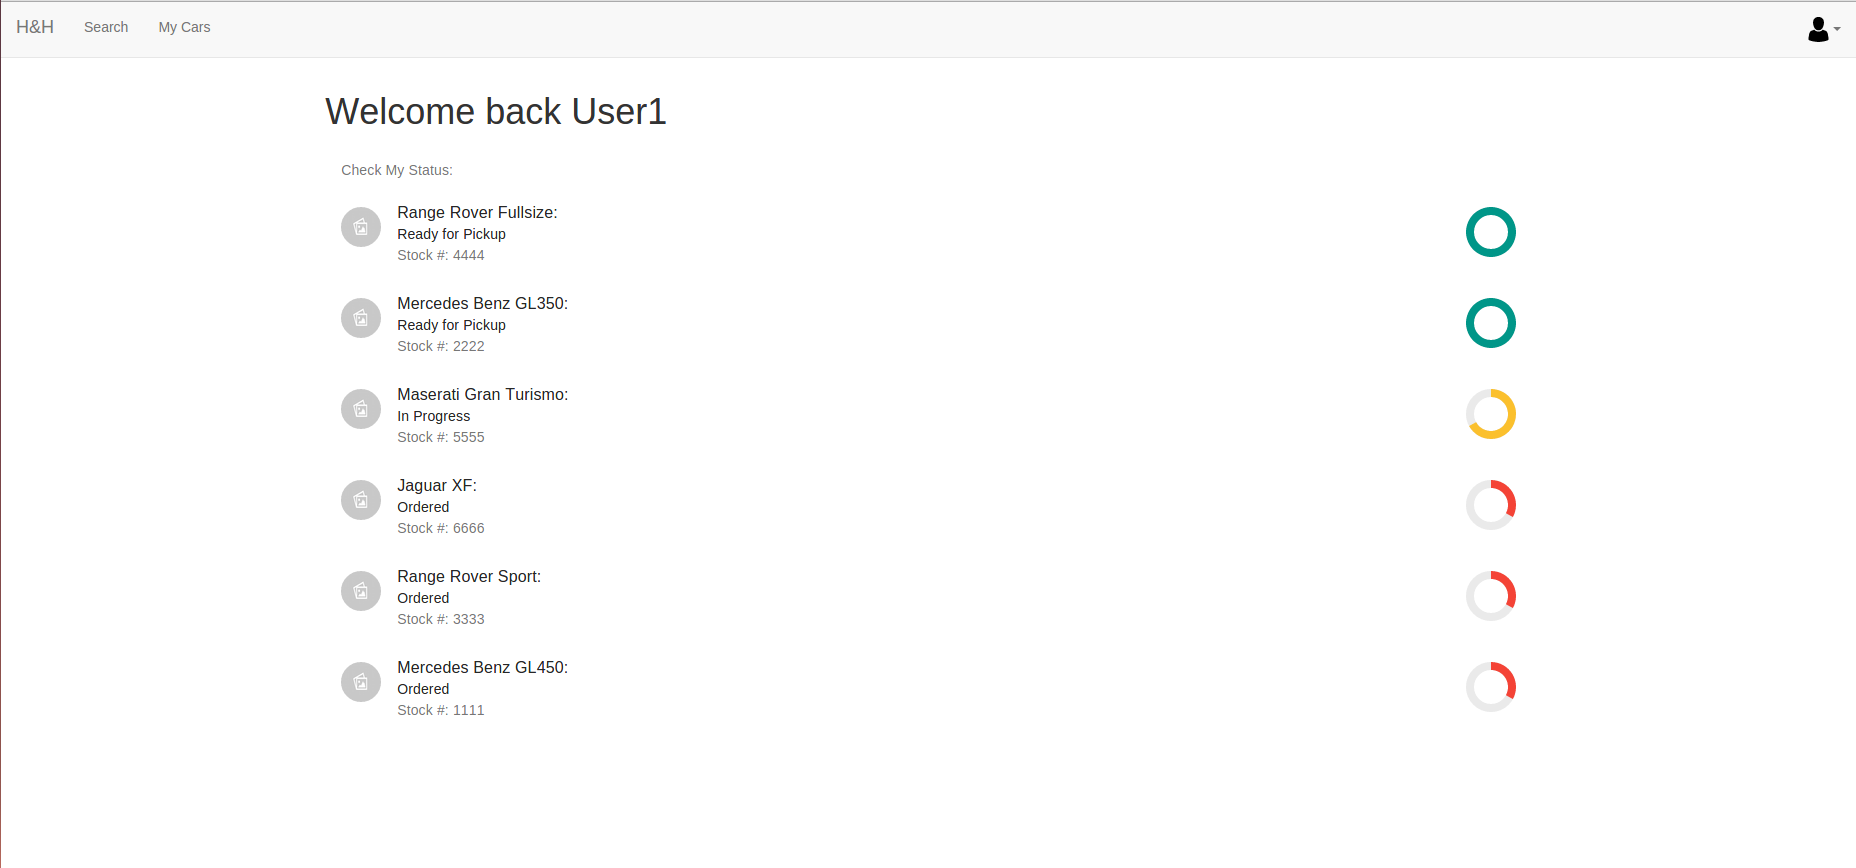 H&H Search My Cars
Welcome back User1
Check My Status:
Range Rover Fullsize:
Ready for Pickup
Stock #: 4444
Mercedes Benz GL350:
Ready for Pickup
Stock #: 2222
Maserati Gran Turismo:
In Progress
Stock #: 5555
Jaguar XF:
Ordered
Stock #: 6666
Range Rover Sport:
Ordered
Stock #: 3333
Mercedes Benz GL450:
Ordered
Stock #: 1111